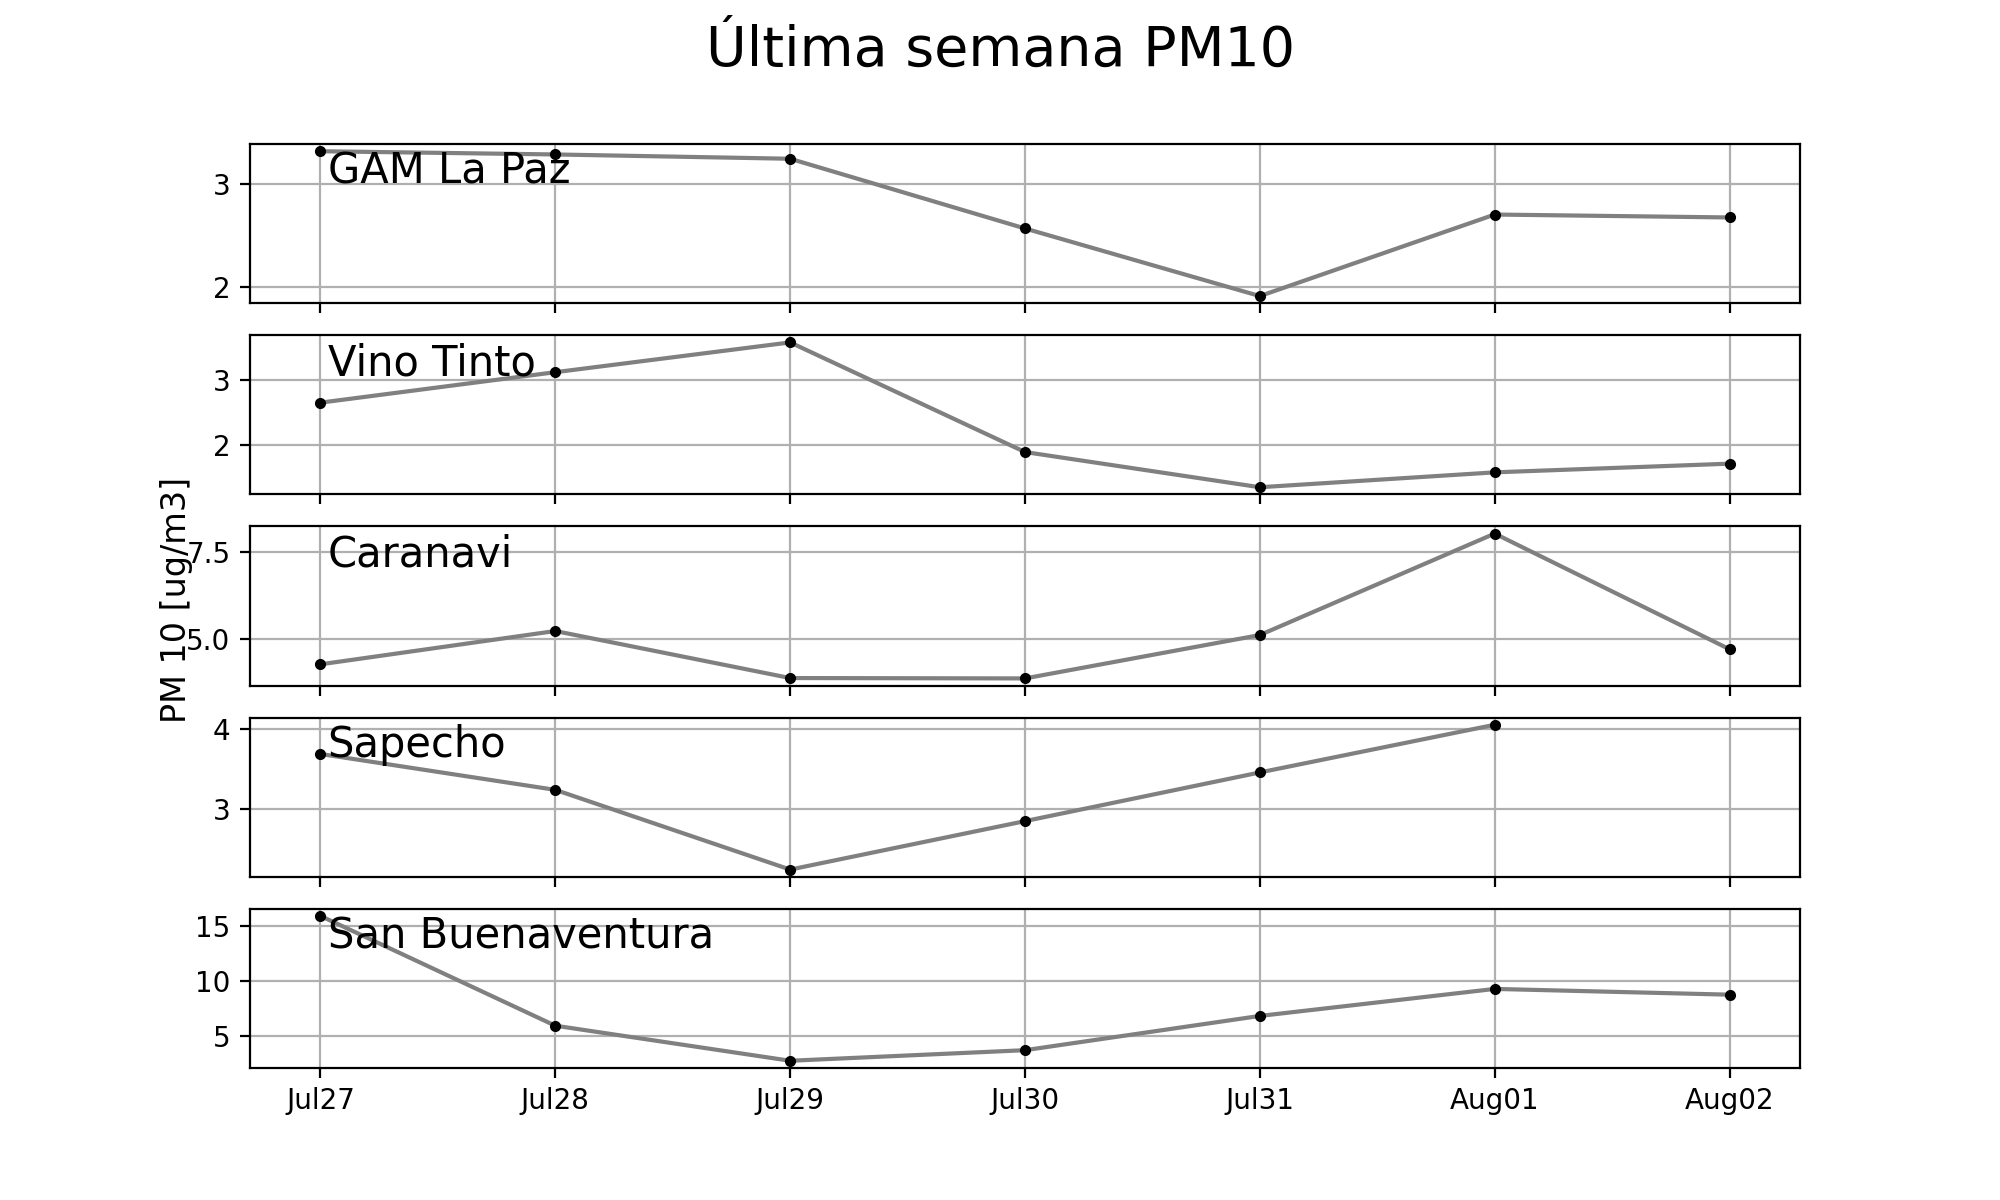 Última semana PM10
GAM La Paz
3
2
Vino Tinto
3
2
PM 10 [ug/m3]
Caranavi
7.5
5.0
Sapecho
4
3
San Buenaventura
15
10
5
Jul27 Jul28 Jul29 Jul30 Jul31 Aug01 Aug02